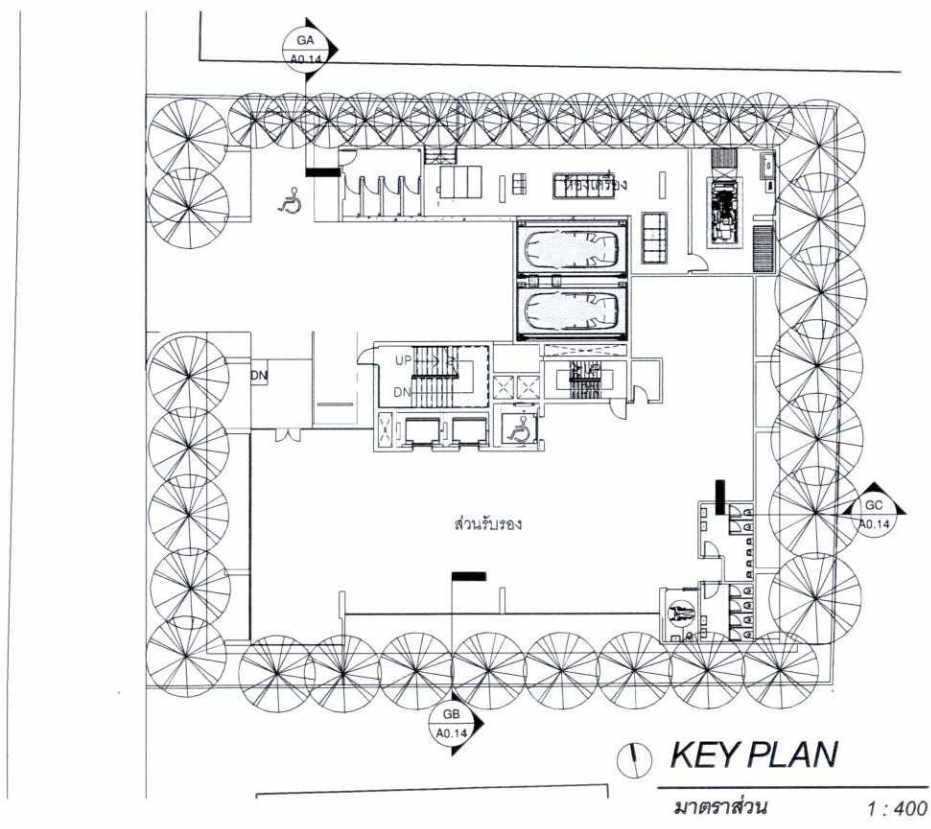 GA
A0.14
ห้องเครื่อง
UP
DN
DN
ส่วนรับรอง
GC
A0.14
GB
A0.14
KEY PLAN
มาตราส่วน 1 : 400